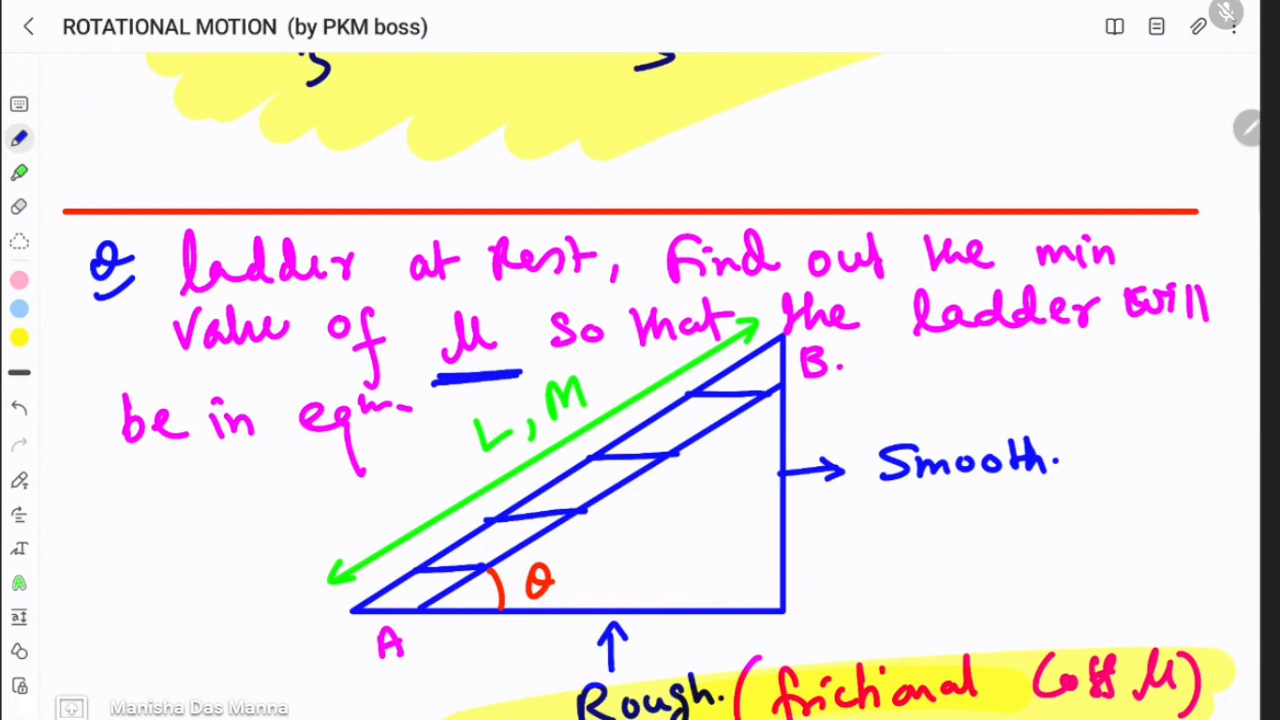 ROTATIONAL MOTION (by PKM boss)
Q ladder at Rest, Find out the min
Value of μ so that the ladder will
be in eqm.
B.
L, M
Smooth.
θ
A
Rough. (frictional Coff μ)
Manisha Das Manna